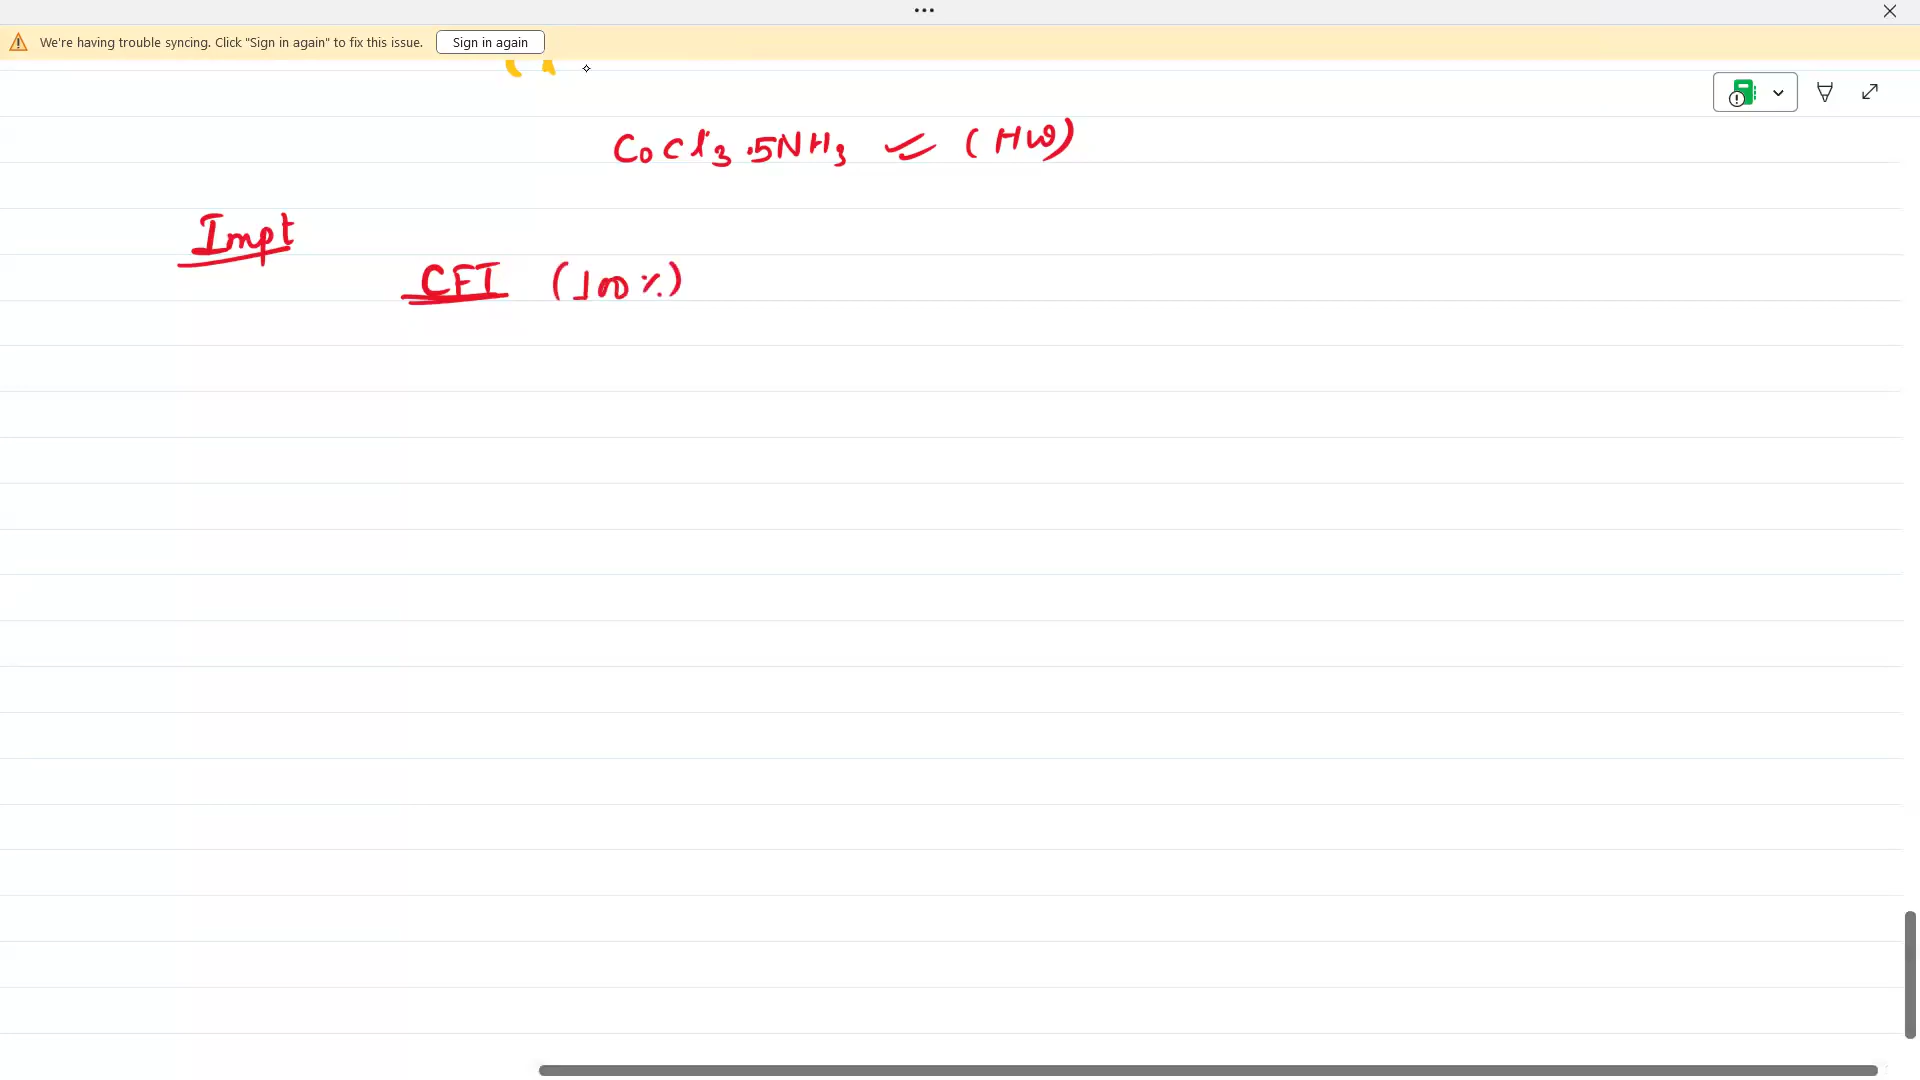 We're having trouble syncing. Click "Sign in again" to fix this issue. Sign in again
CoCl3.5NH3 (HW)
Impt
CFT (100%)